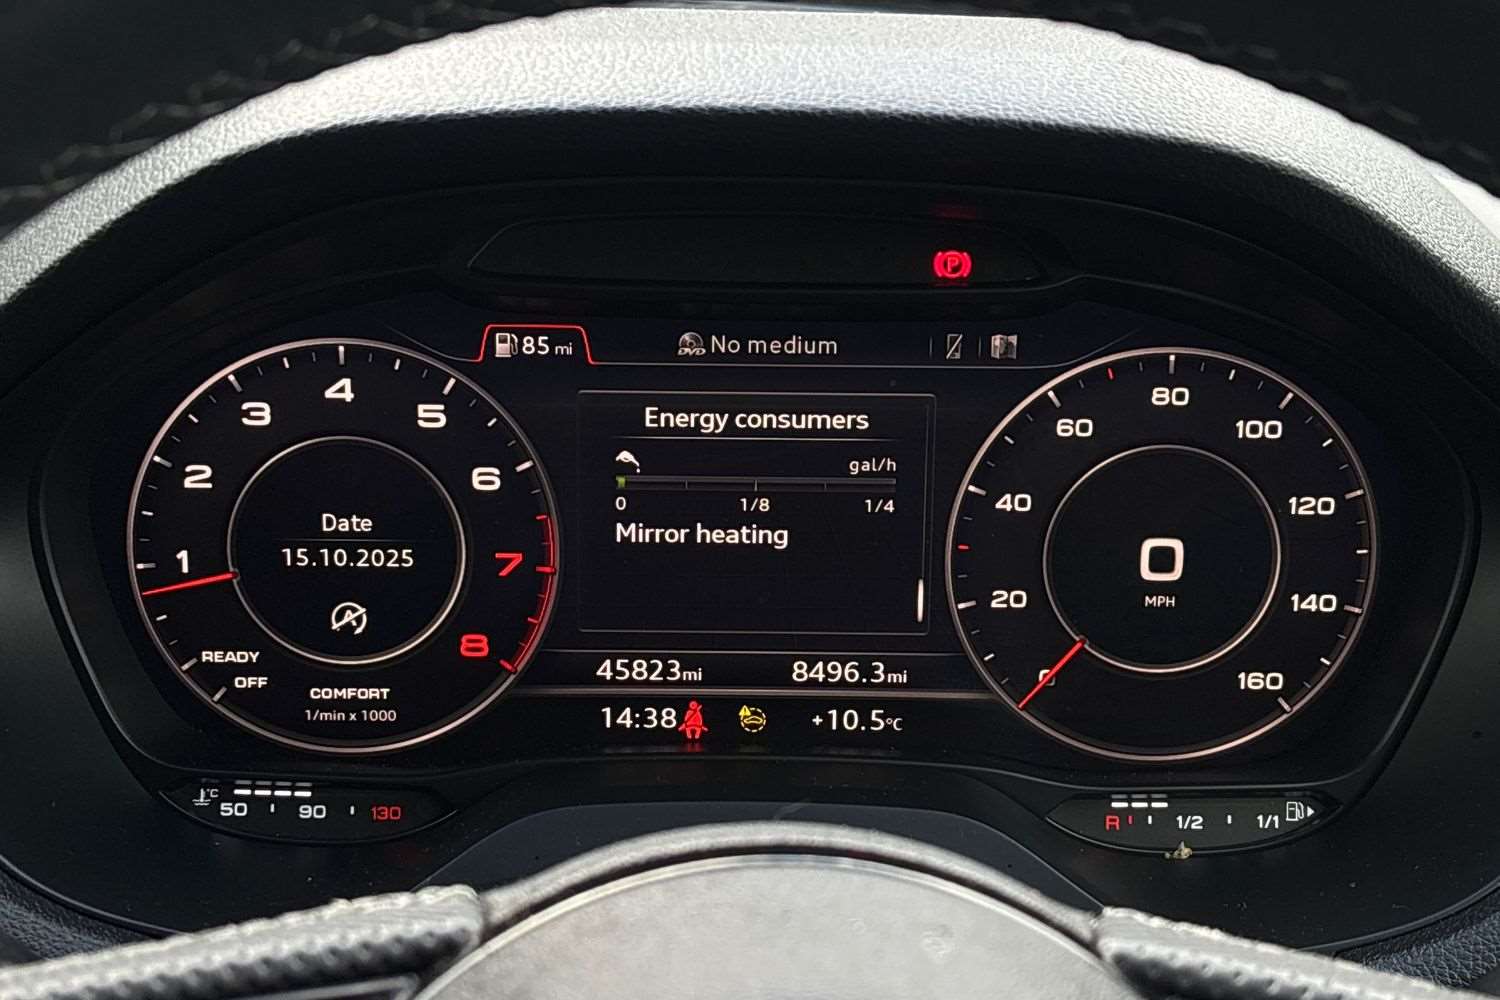 P
85 mi
DVD No medium
Energy consumers
gal/h
0 1/8 1/4
Mirror heating
1
2
3
4
5
6
7
8
Date
15.10.2025
A
READY
OFF
COMFORT
1/min x 1000
0
20
40
60
80
100
120
140
160
0
MPH
45823mi 8496.3mi
14:38 +10.5°C
°C
50 90 130
R 1/2 1/1